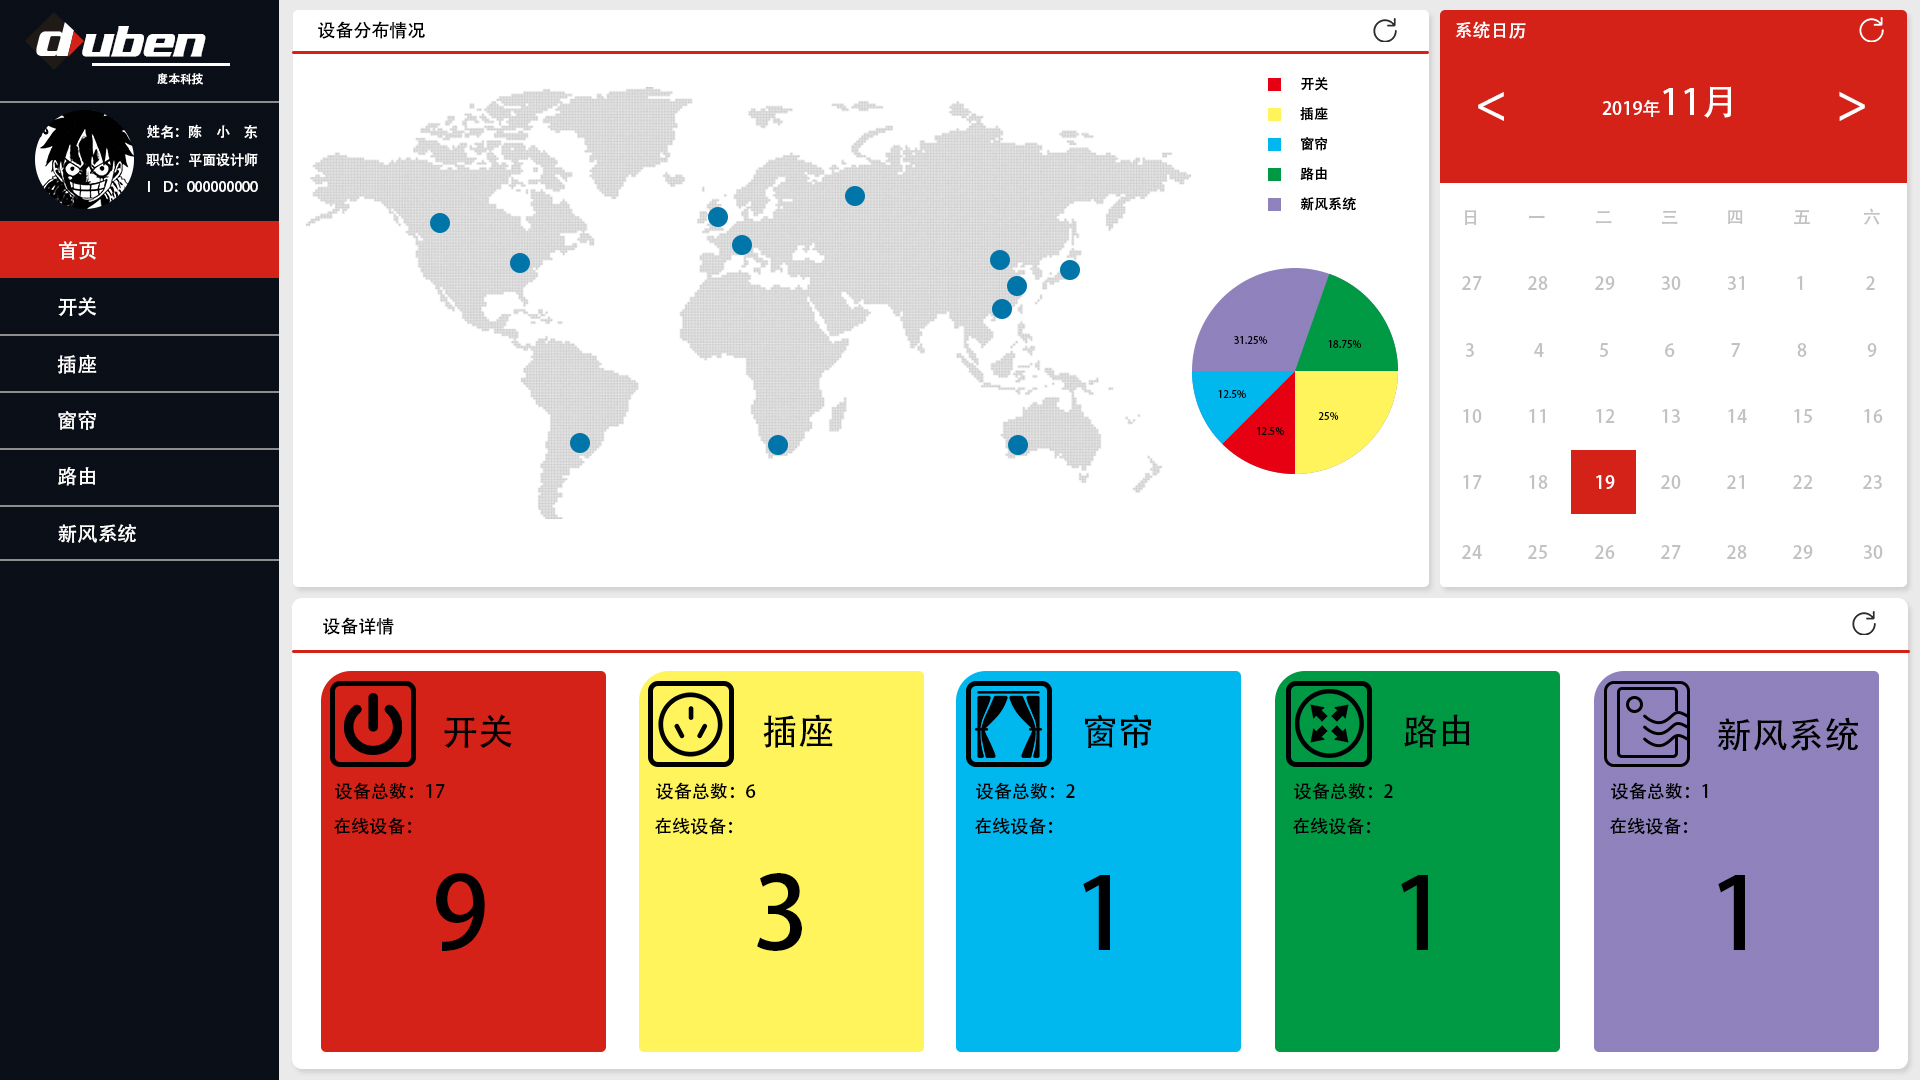 duben
度本科技
姓名：陈 小 东
职位：平面设计师
I D：000000000
首页
开关
插座
窗帘
路由
新风系统
设备分布情况
开关
插座
窗帘
路由
新风系统
31.25%
18.75%
12.5%
12.5%
25%
系统日历
< 2019年11月 >
日 一 二 三 四 五 六
27 28 29 30 31 1 2
3 4 5 6 7 8 9
10 11 12 13 14 15 16
17 18 19 20 21 22 23
24 25 26 27 28 29 30
设备详情
开关
设备总数：17
在线设备：
9
插座
设备总数：6
在线设备：
3
窗帘
设备总数：2
在线设备：
1
路由
设备总数：2
在线设备：
1
新风系统
设备总数：1
在线设备：
1